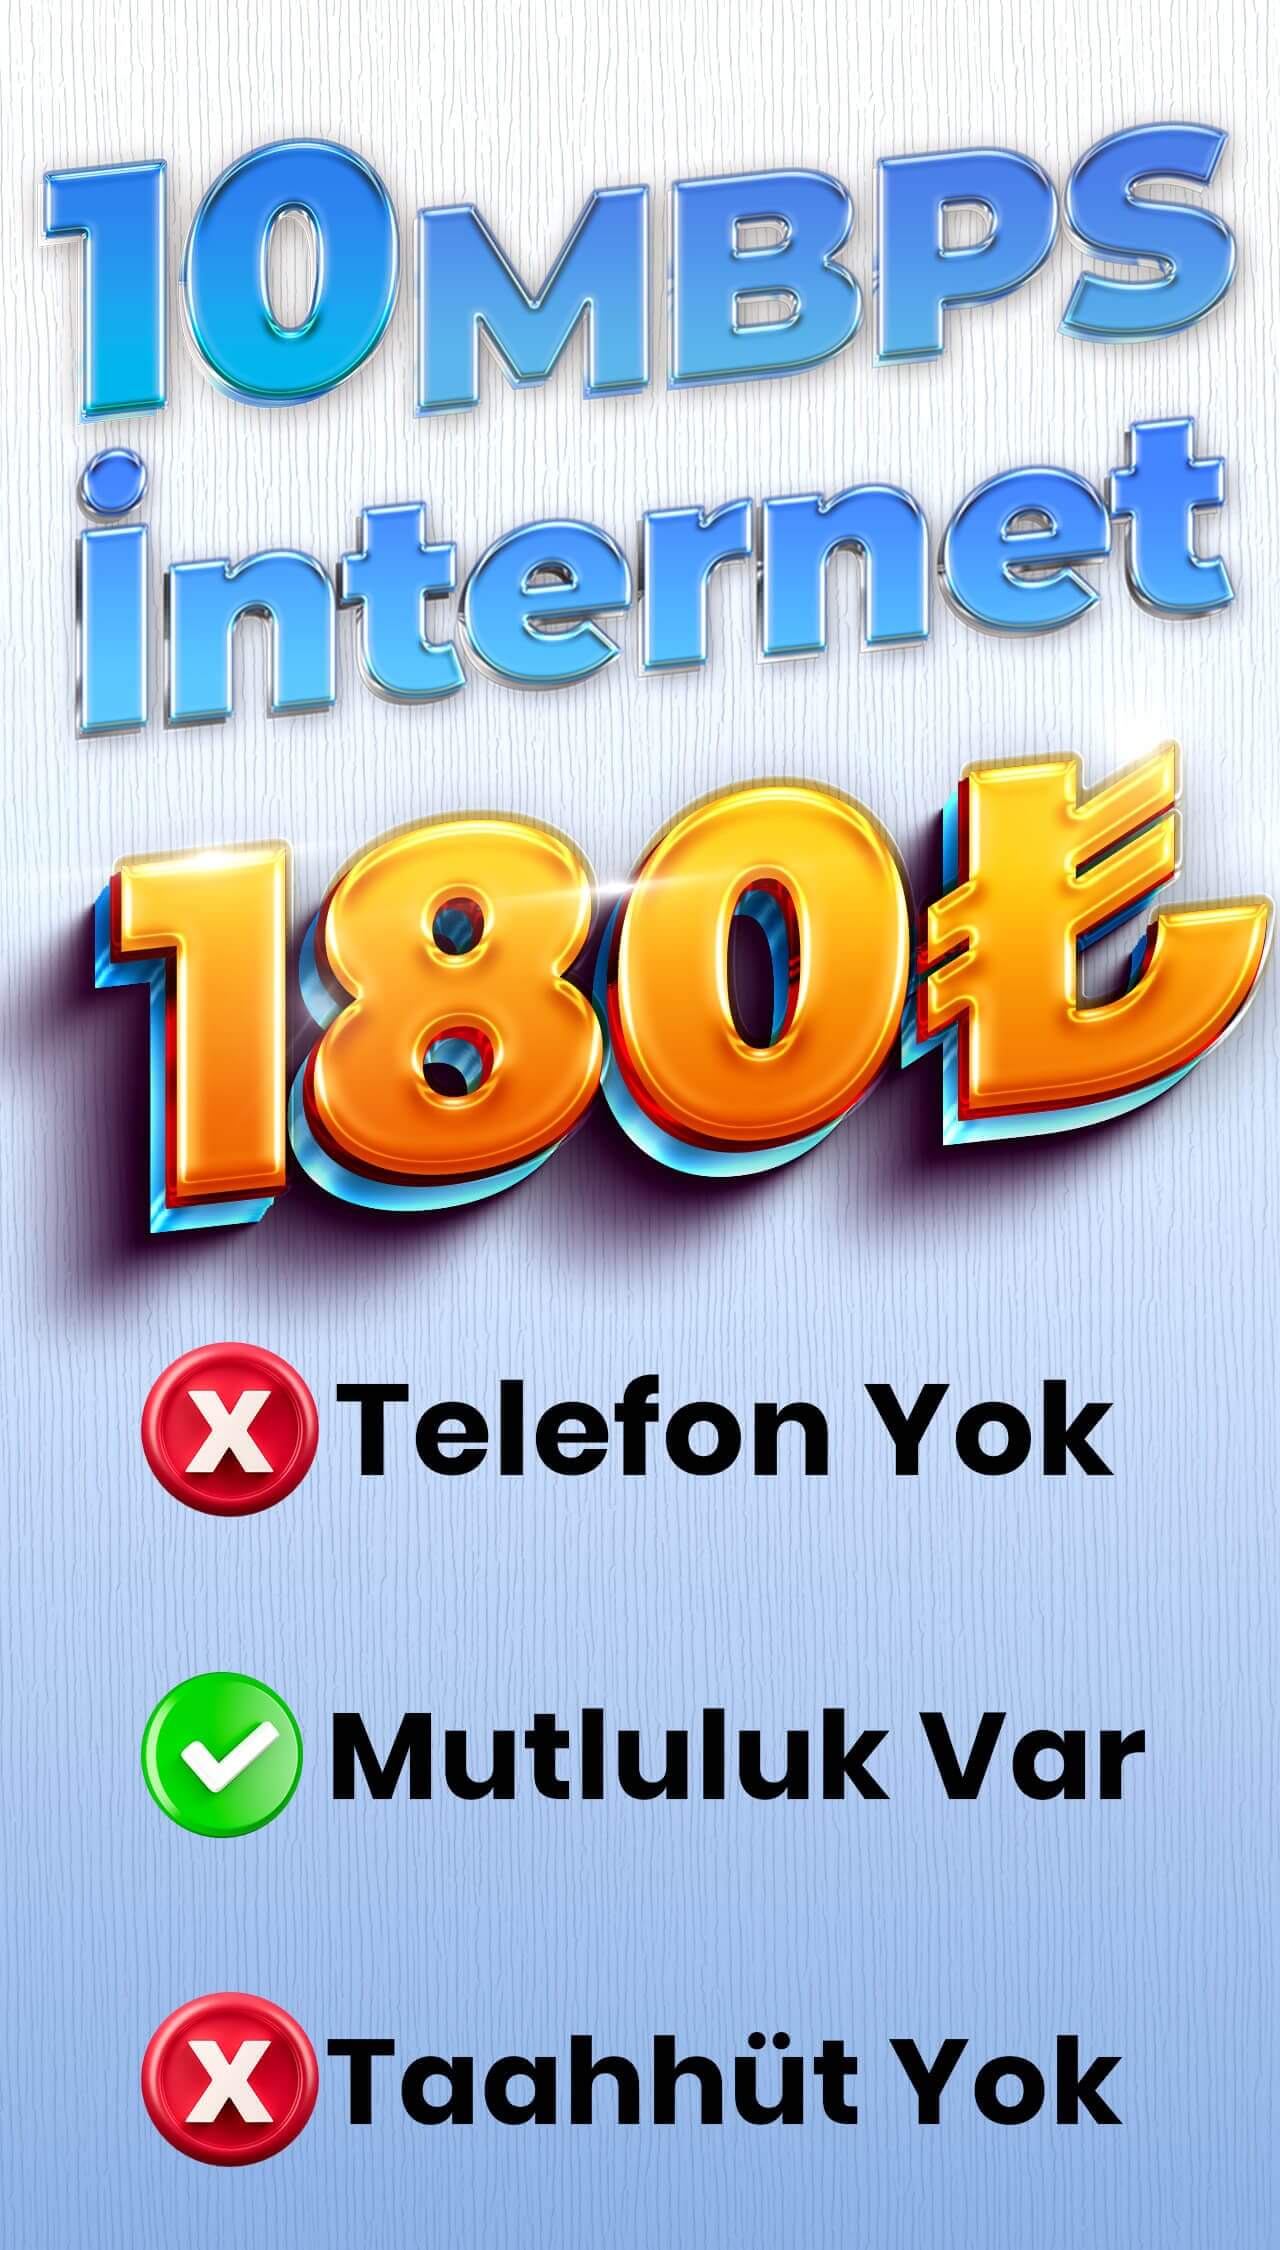 10MBPS
internet
180₺
X Telefon Yok
Mutluluk Var
X Taahhüt Yok